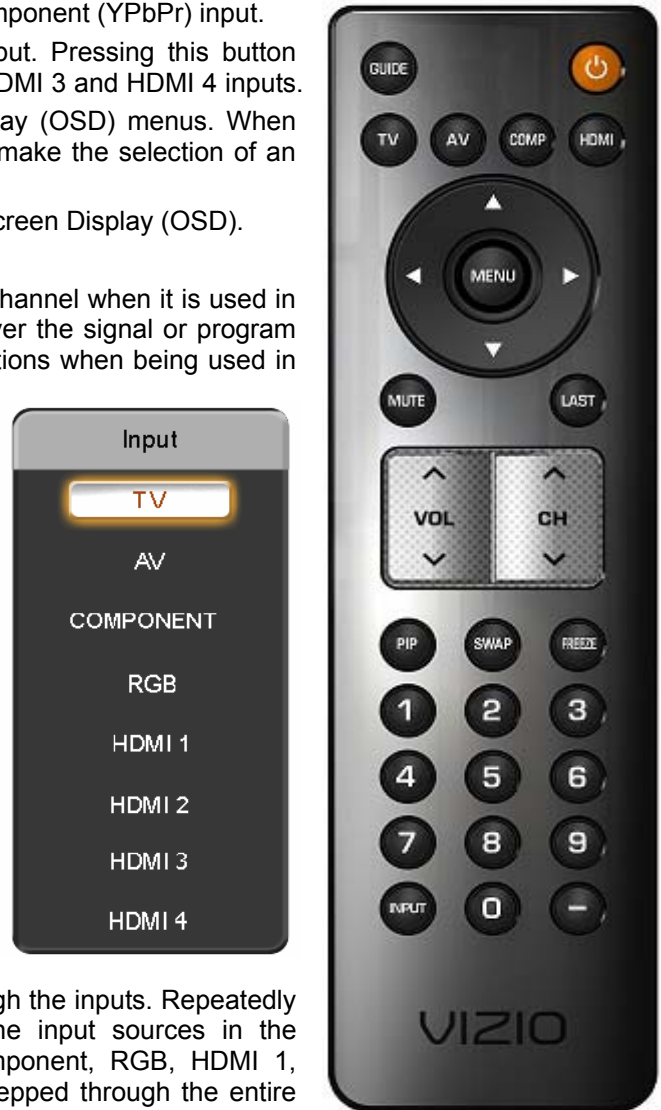 mponent (YPbPr) input.
out. Pressing this button
DMI 3 and HDMI 4 inputs.
ay (OSD) menus. When
make the selection of an
creen Display (OSD).
hannel when it is used in
ver the signal or program
tions when being used in
Input
TV
AV
COMPONENT
RGB
HDMI 1
HDMI 2
HDMI 3
HDMI 4
gh the inputs. Repeatedly
ne input sources in the
mponent, RGB, HDMI 1,
epped through the entire
GUIDE
TV AV COMP HDMI
MENU
MUTE LAST
VOL CH
PIP SWAP FREEZE
1 2 3
4 5 6
7 8 9
INPUT 0 –
VIZIO